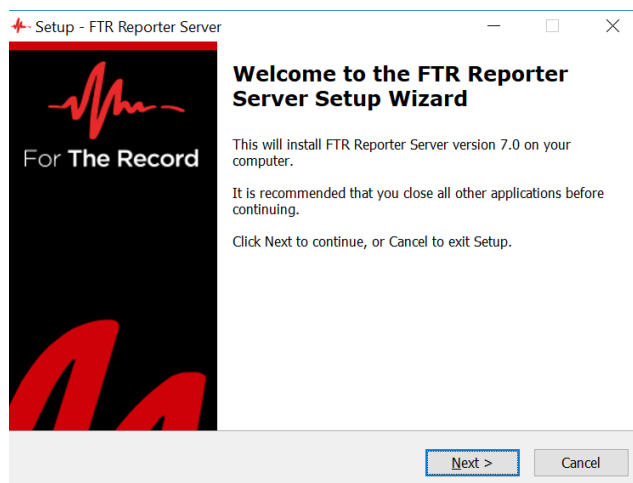 Setup - FTR Reporter Server
For The Record
Welcome to the FTR Reporter
Server Setup Wizard
This will install FTR Reporter Server version 7.0 on your
computer.
It is recommended that you close all other applications before
continuing.
Click Next to continue, or Cancel to exit Setup.
Next >
Cancel